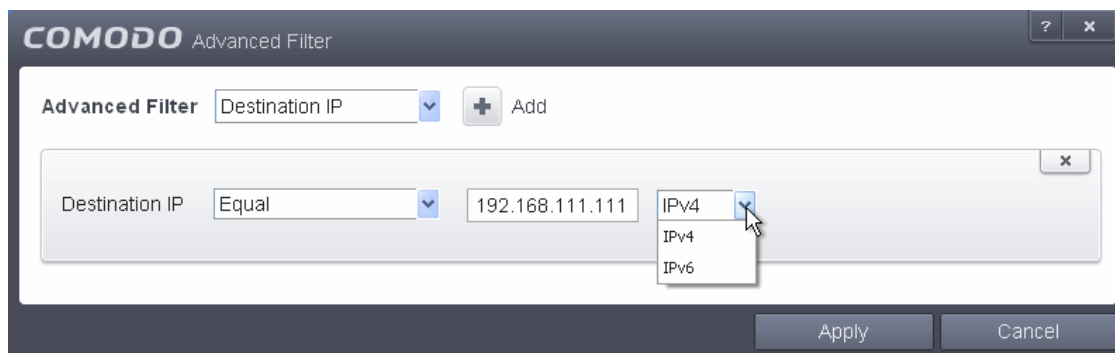 COMODO Advanced Filter ? x
Advanced Filter Destination IP + Add
x
Destination IP Equal 192.168.111.111 IPv4
IPv4
IPv6
Apply Cancel